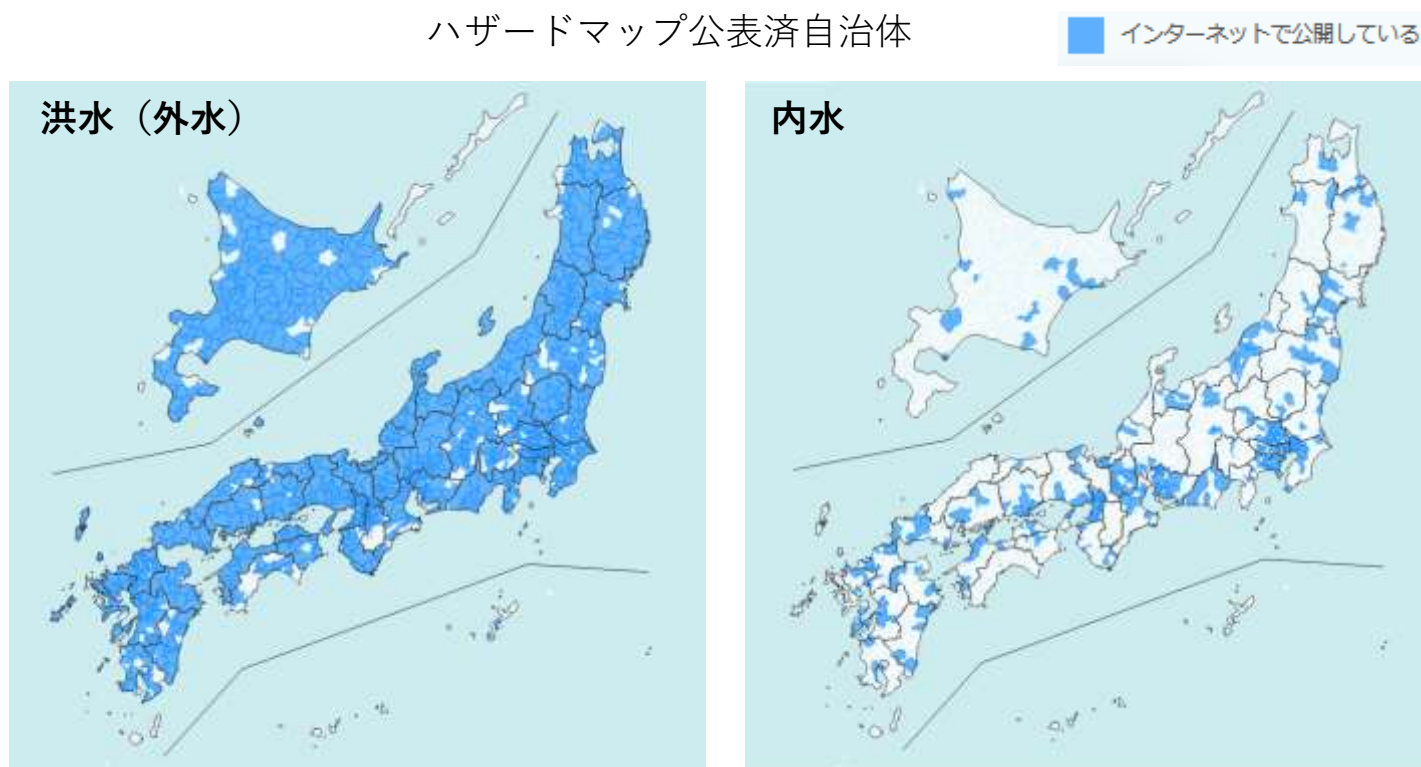 ハザードマップ公表済自治体
インターネットで公開している
洪水（外水）
内水